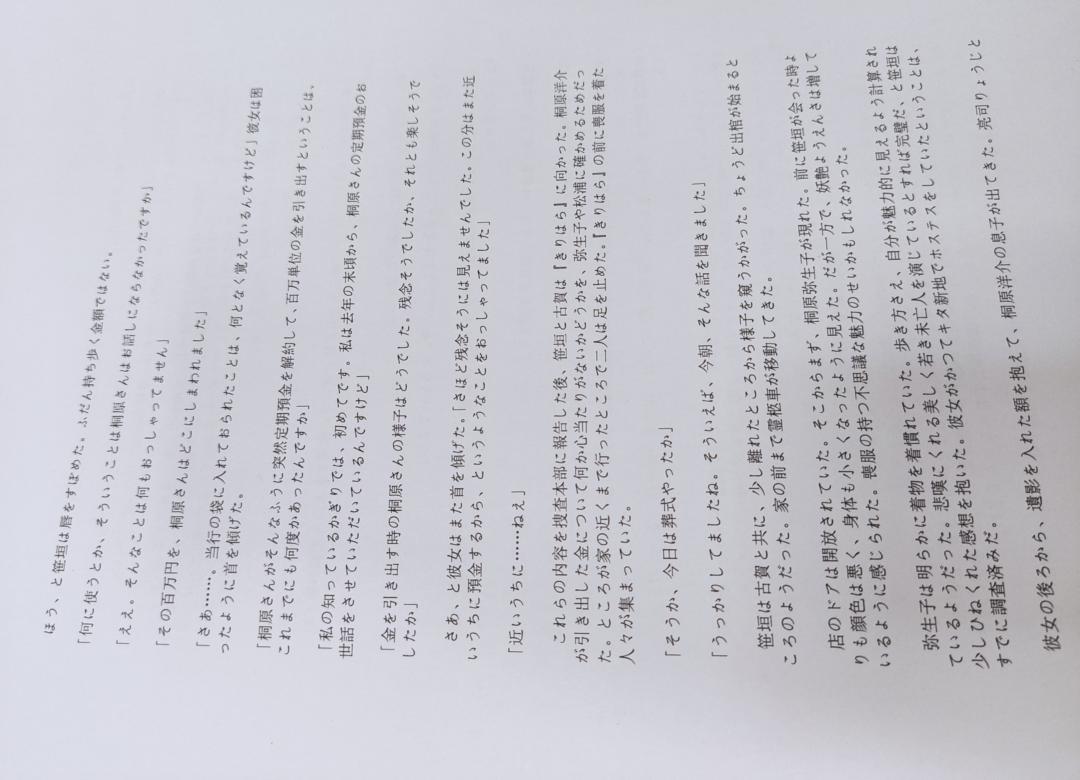 ほう、と笹垣は唇をすぼめた。ふだん持ち歩く金額ではない。
「何に使うとか、そういうことは桐原さんはお話しにならなかったですか」
「ええ。そんなことは何もおっしゃってません」
「その百万円を、桐原さんはどこにしまわれました」
「さあ……。当行の袋に入れておられたことは、何となく覚えているんですけど」彼女は困
ったように首を傾げた。
「桐原さんがそんなふうに突然定期預金を解約して、百万単位の金を引き出すということは、
これまでにも何度かあったんですか」
「私の知っているかぎりでは、初めてです。私は去年の末頃から、桐原さんの定期預金のお
世話をさせていただいているんですけど」
「金を引き出す時の桐原さんの様子はどうでした。残念そうでしたか、それとも楽しそうで
したか」
さあ、と彼女はまた首を傾げた。「さほど残念そうには見えませんでした。この分はまた近
いうちに預金するから、というようなことをおっしゃってました」
「近いうちに……ねえ」
これらの内容を捜査本部に報告した後、笹垣と古賀は『きりはら』に向かった。桐原洋介
が引き出した金について何か心当たりがないかどうかを、弥生子や松浦に確かめるためだっ
た。ところが家の近くまで行ったところで二人は足を止めた。『きりはら』の前に喪服を着た
人々が集まっていた。
「そうか、今日は葬式やったか」
「うっかりしてましたね。そういえば、今朝、そんな話を聞きました」
笹垣は古賀と共に、少し離れたところから様子を窺うかがった。ちょうど出棺が始まると
ころのようだった。家の前まで霊柩車が移動してきた。
店のドアは開放されていた。そこからまず、桐原弥生子が現れた。前に笹垣が会った時よ
りも顔色は悪く、身体も小さくなったように見えた。だが一方で、妖艶ようえんさは増して
いるように感じられた。喪服の持つ不思議な魅力のせいかもしれなかった。
弥生子は明らかに着物を着慣れていた。歩き方さえ、自分が魅力的に見えるよう計算され
ているようだった。悲嘆にくれる美しく若き未亡人を演じているとすれば完璧だ、と笹垣は
少しひねくれた感想を抱いた。彼女がかつてキタ新地でホステスをしていたということは、
すでに調査済みだ。
彼女の後ろから、遺影を入れた額を抱えて、桐原洋介の息子が出てきた。亮司りょうじと